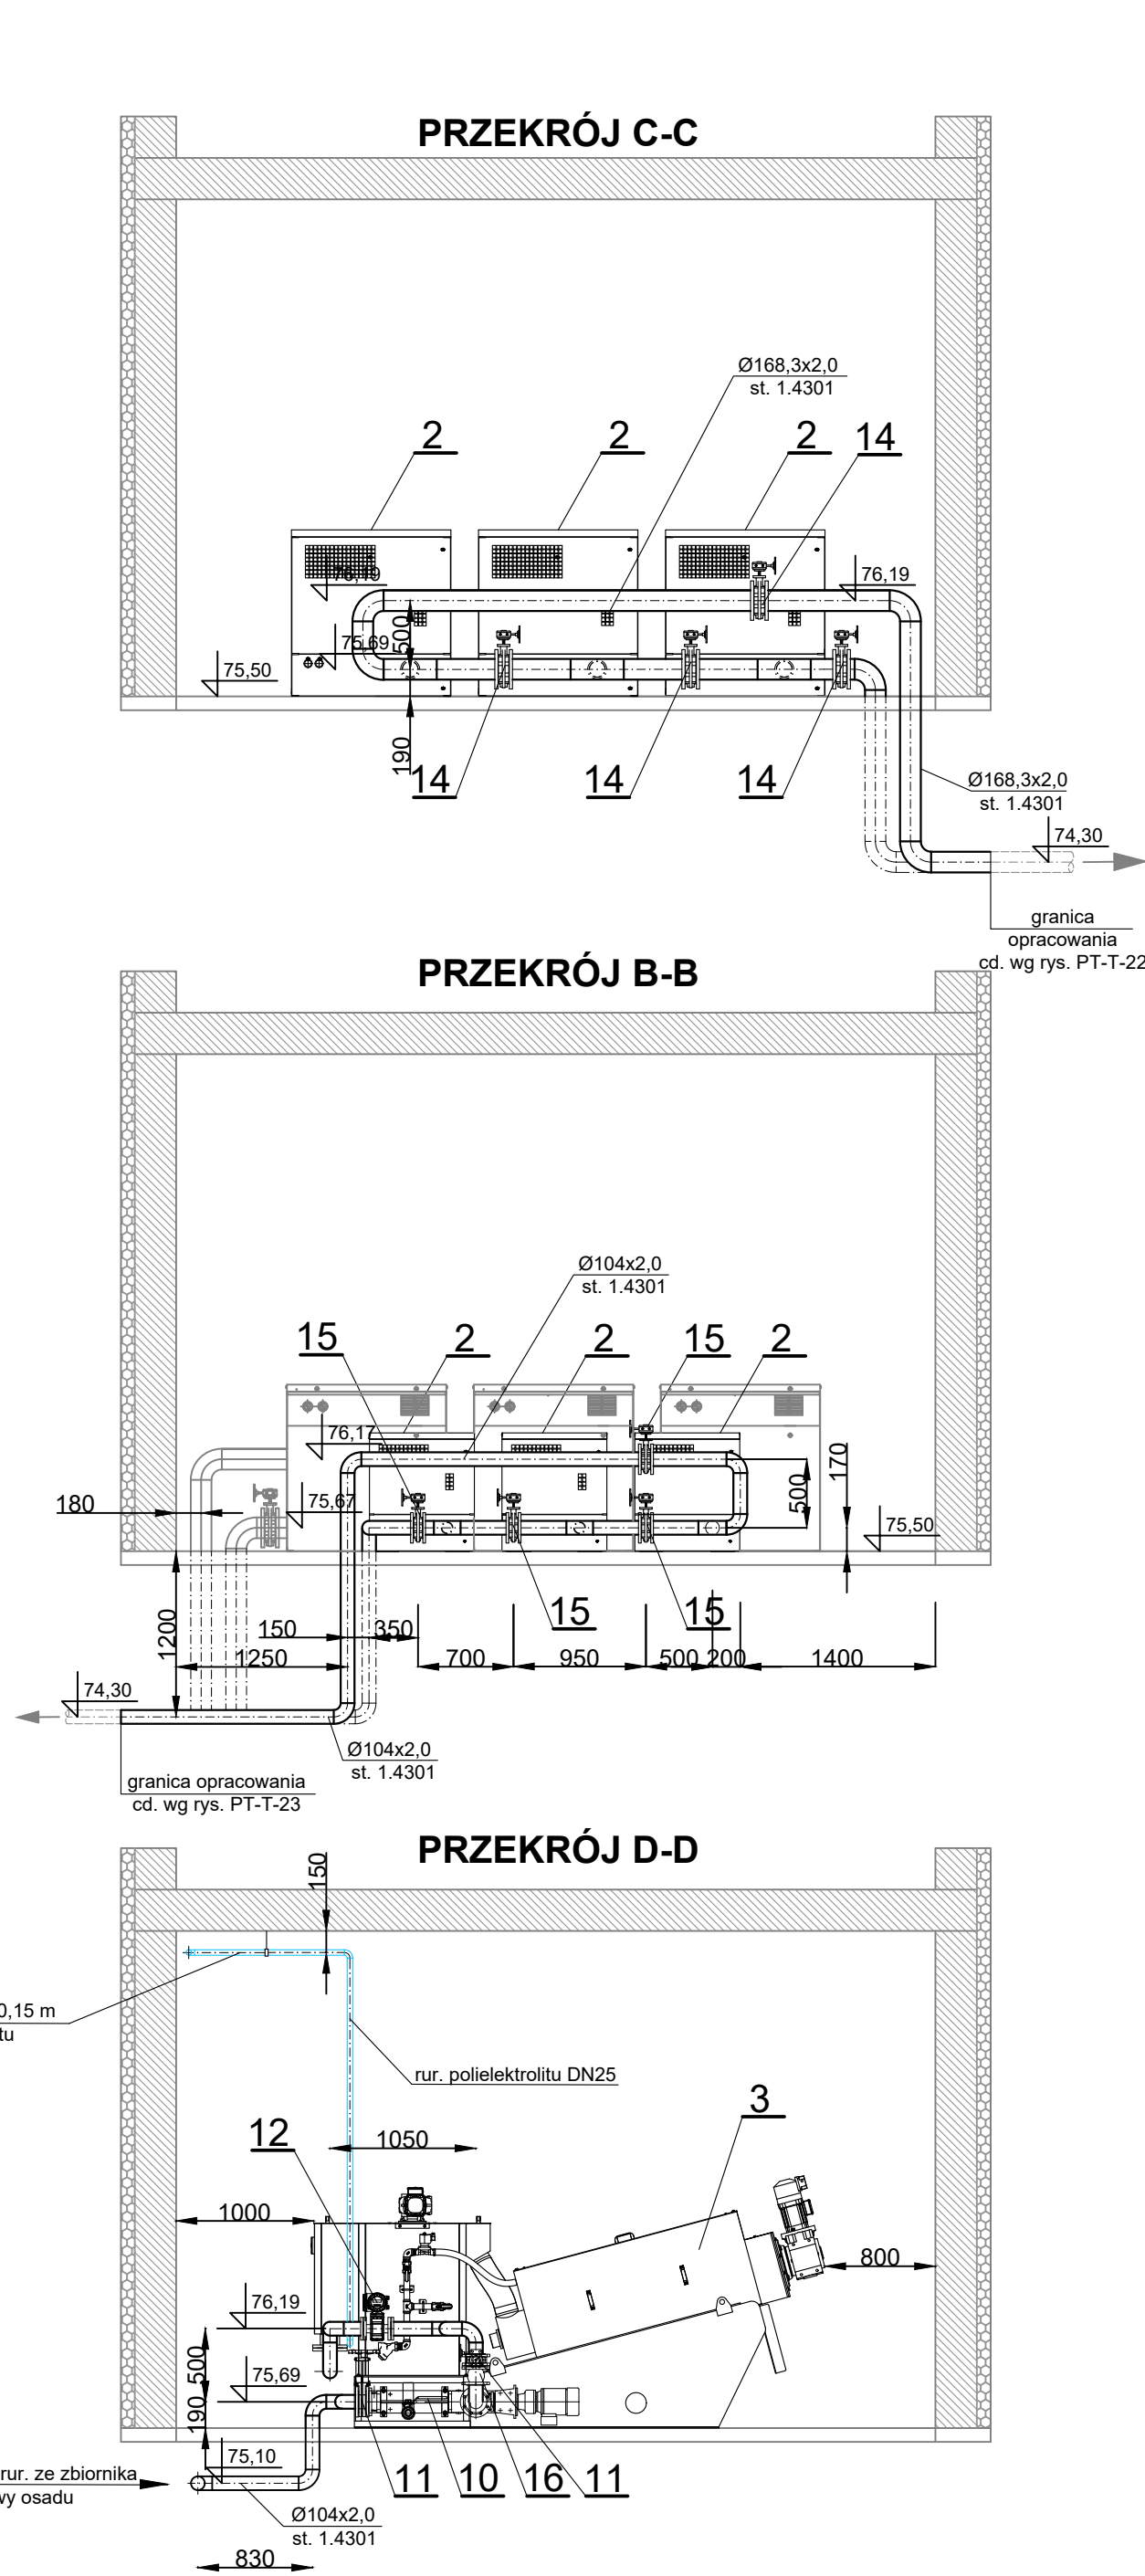 PRZEKRÓJ C-C
Ø168,3x2,0
st. 1.4301
2
2
2
14
76,19
76,19
500
75,69
75,50
190
14
14
14
Ø168,3x2,0
st. 1.4301
74,30
granica
opracowania
cd. wg rys. PT-T-22
PRZEKRÓJ B-B
Ø104x2,0
st. 1.4301
15
2
2
15
2
76,17
170
500
180
75,67
75,50
1200
15
15
150
350
1250
700
950
500
200
1400
74,30
Ø104x2,0
st. 1.4301
granica opracowania
cd. wg rys. PT-T-23
PRZEKRÓJ D-D
150
0,15 m
tu
rur. polielektrolitu DN25
3
12
1050
1000
800
76,19
500
75,69
190
75,10
rur. ze zbiornika
wy osadu
11
10
16
11
Ø104x2,0
st. 1.4301
830